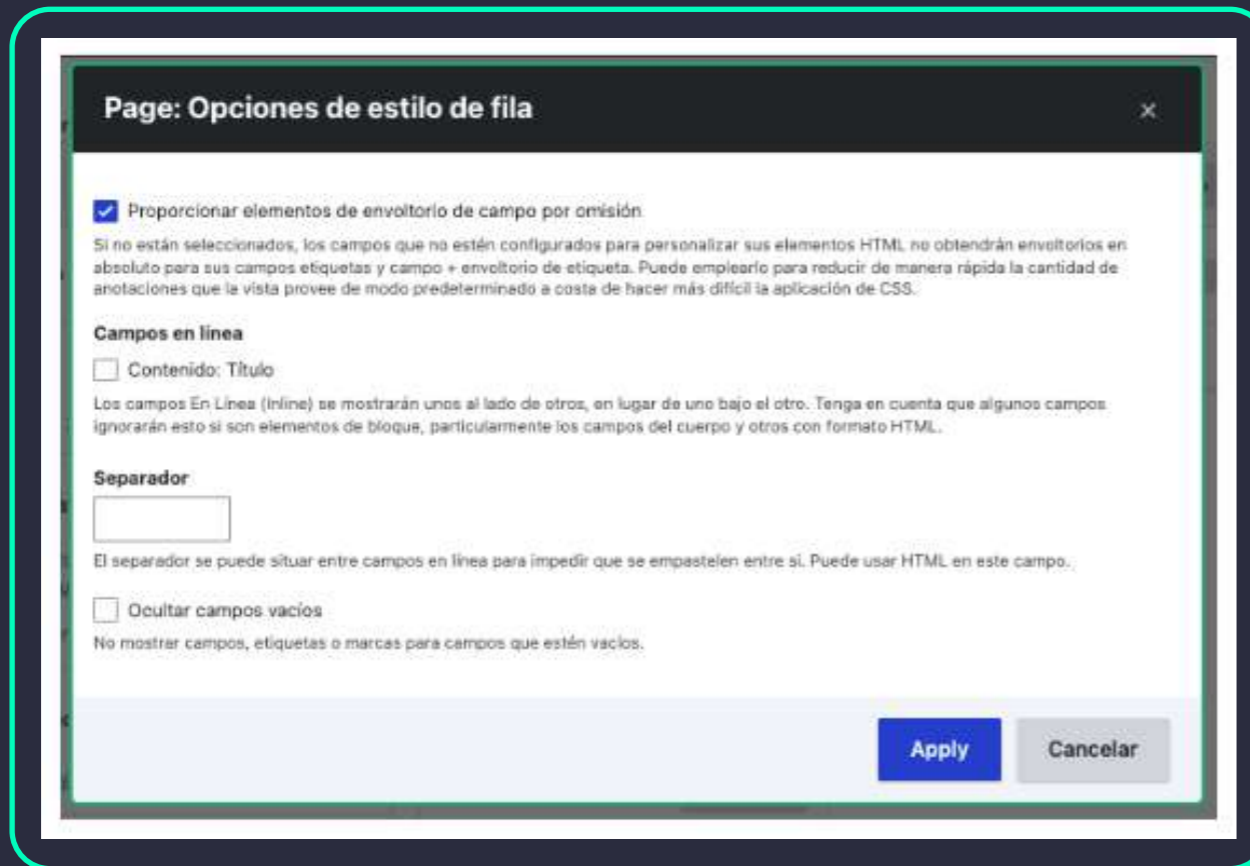 Page: Opciones de estilo de fila
×
Proporcionar elementos de envoltorio de campo por omisión
Si no están seleccionados, los campos que no estén configurados para personalizar sus elementos HTML no obtendrán envoltorios en
absoluto para sus campos etiquetas y campo + envoltorio de etiqueta. Puede emplearlo para reducir de manera rápida la cantidad de
anotaciones que la vista provee de modo predeterminado a costa de hacer más difícil la aplicación de CSS.
Campos en línea
Contenido: Título
Los campos En Línea (Inline) se mostrarán unos al lado de otros, en lugar de uno bajo el otro. Tenga en cuenta que algunos campos
ignorarán esto si son elementos de bloque, particularmente los campos del cuerpo y otros con formato HTML.
Separador
El separador se puede situar entre campos en línea para impedir que se empastelen entre sí. Puede usar HTML en este campo.
Ocultar campos vacíos
No mostrar campos, etiquetas o marcas para campos que estén vacíos.
Apply
Cancelar